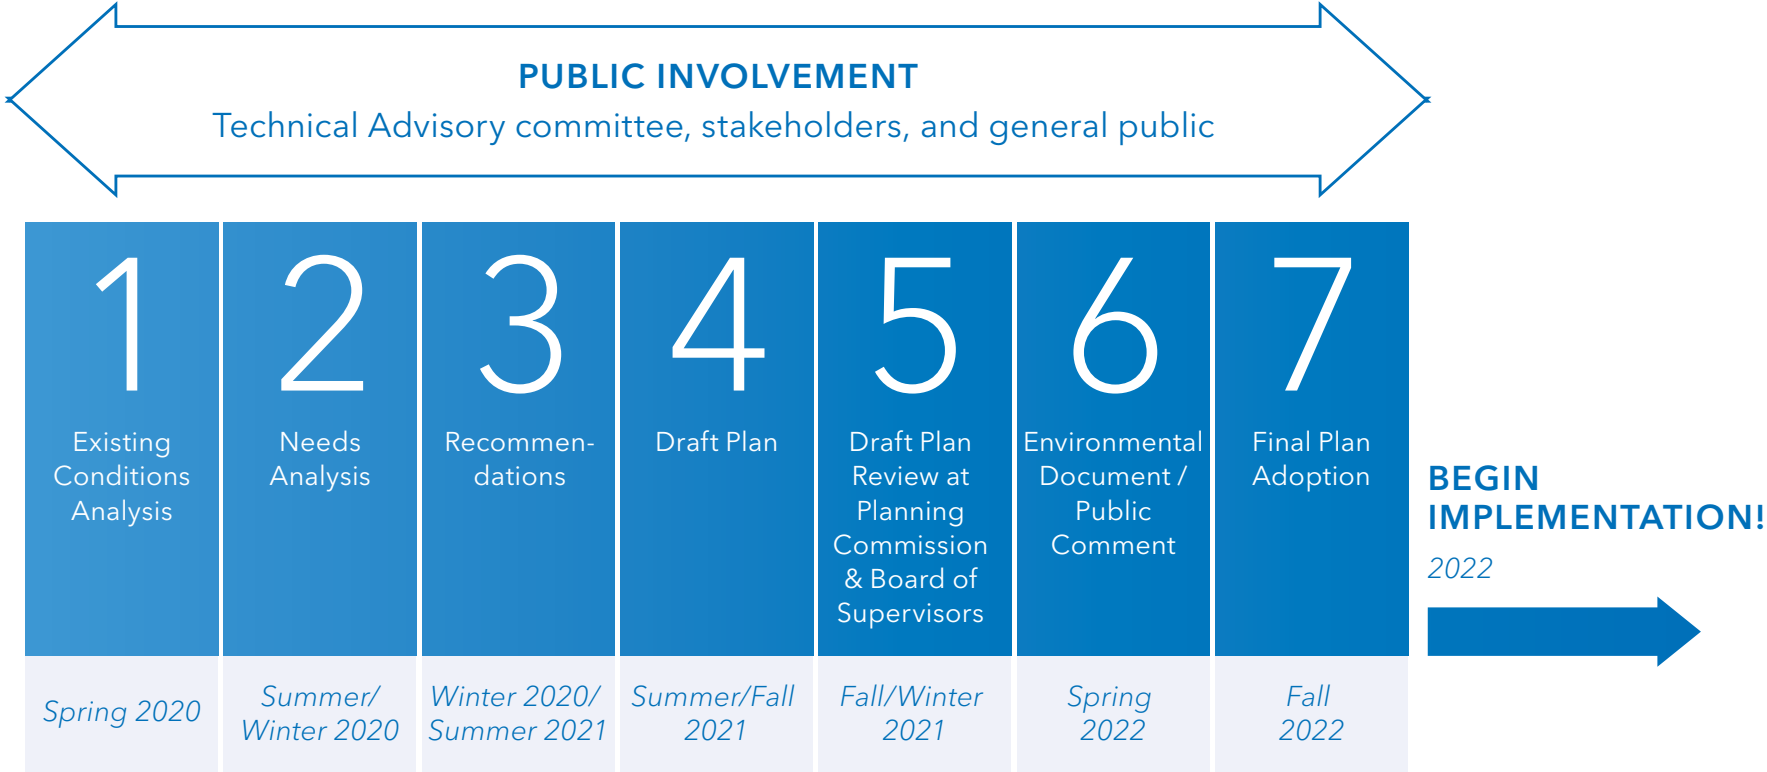 PUBLIC INVOLVEMENT
Technical Advisory committee, stakeholders, and general public
1
Existing
Conditions
Analysis
Spring 2020
2
Needs
Analysis
Summer/
Winter 2020
3
Recommen-
dations
Winter 2020/
Summer 2021
4
Draft Plan
Summer/Fall
2021
5
Draft Plan
Review at
Planning
Commission
& Board of
Supervisors
Fall/Winter
2021
6
Environmental
Document /
Public
Comment
Spring
2022
7
Final Plan
Adoption
Fall
2022
BEGIN
IMPLEMENTATION!
2022